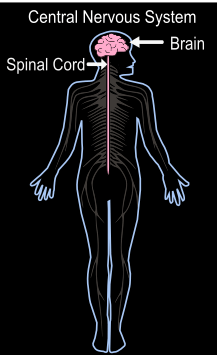 Central Nervous System
Brain
Spinal Cord